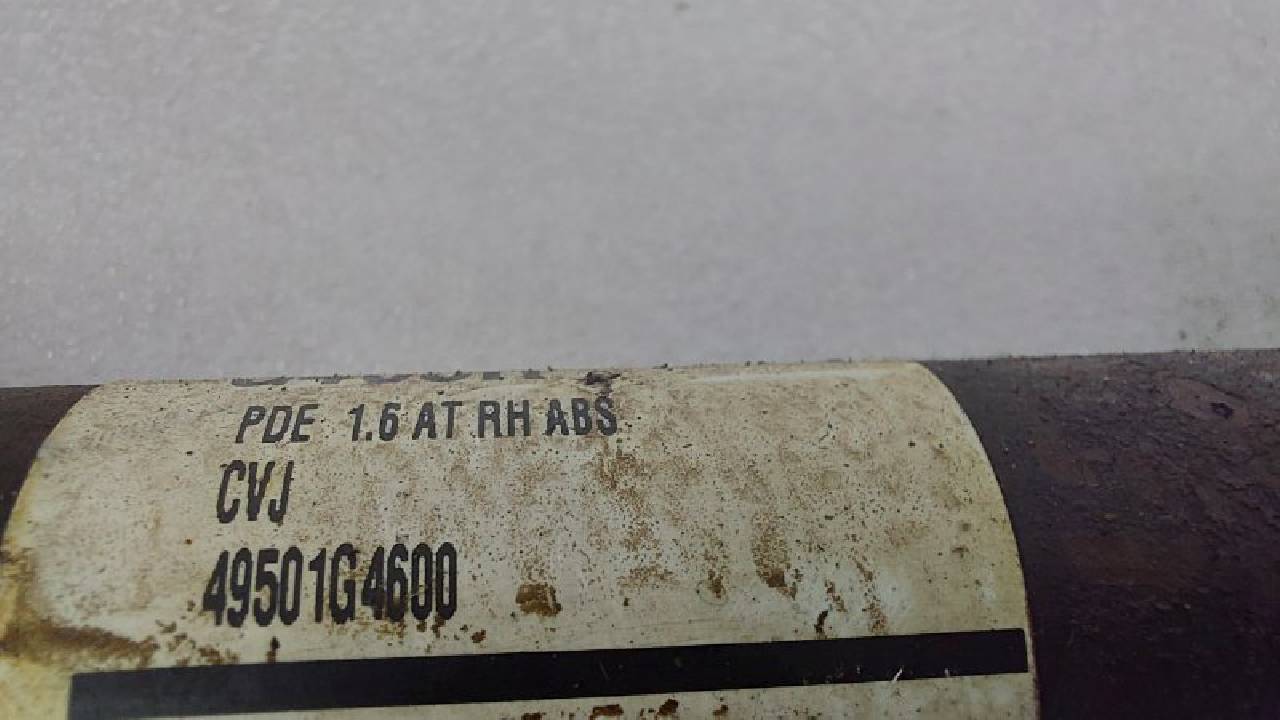 PDE 1.6 AT RH ABS
CVJ
49501G4600